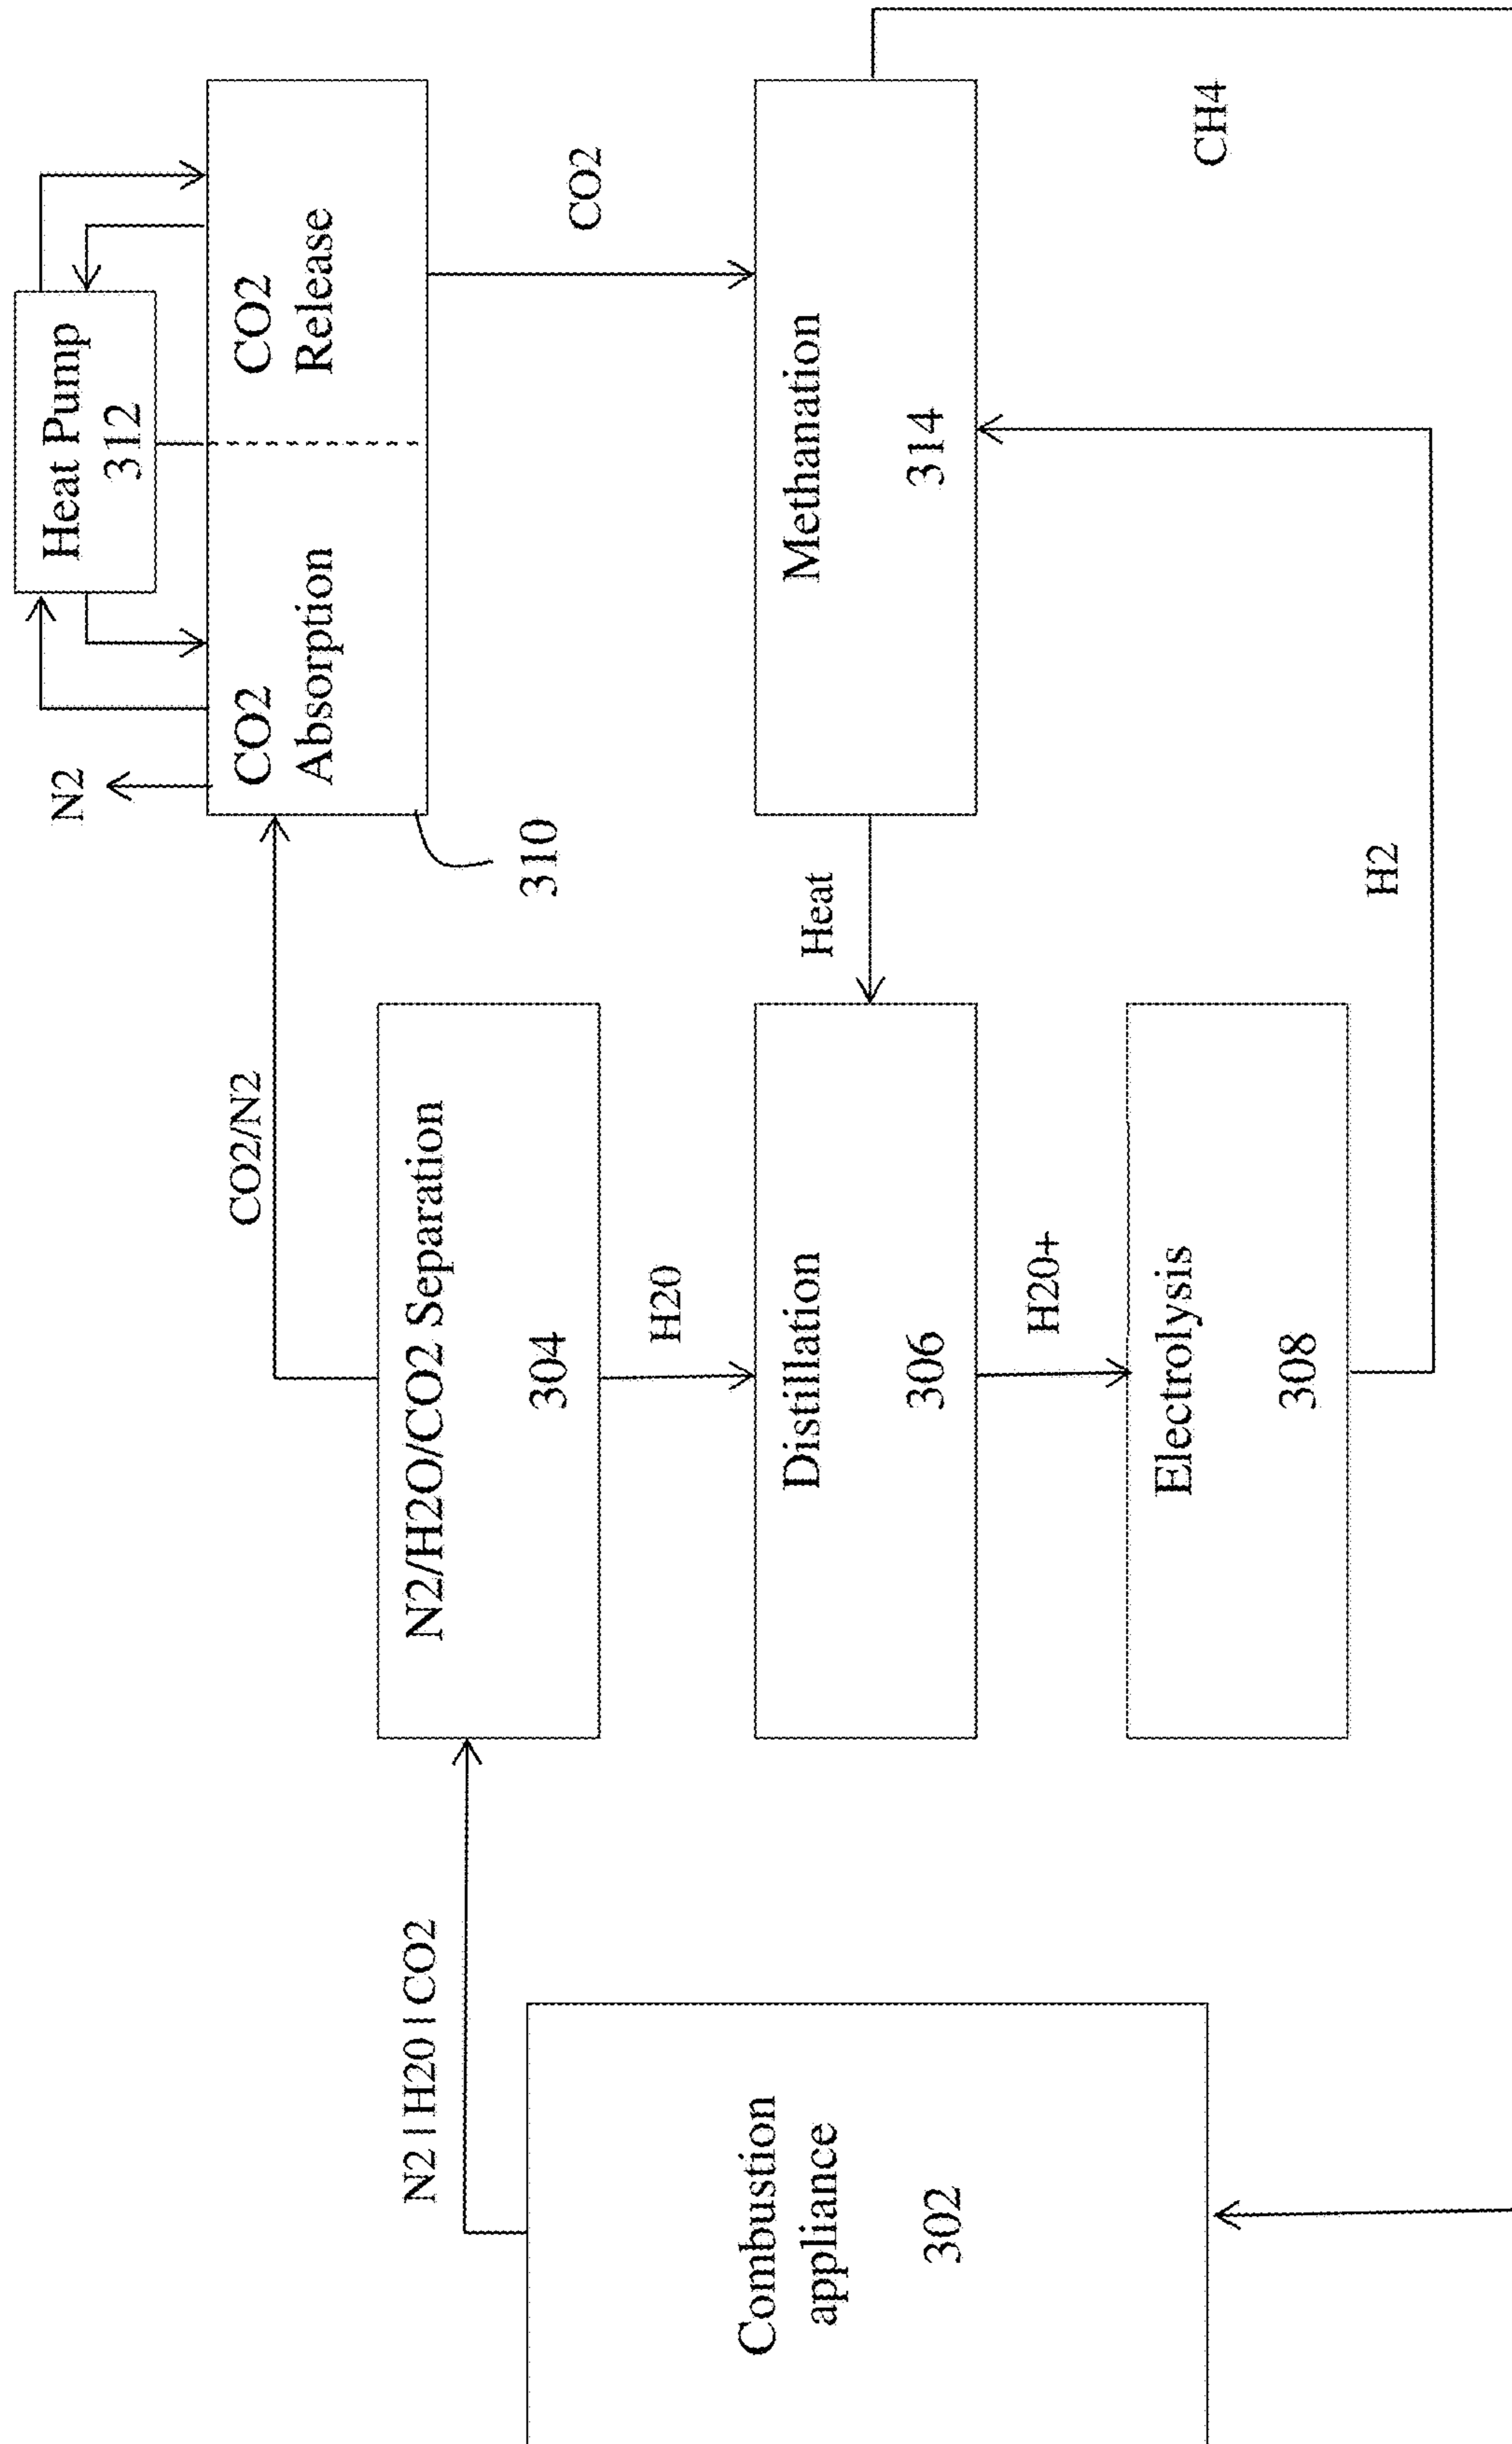 Heat Pump
312
N2
CO2
Absorption
CO2
Release
310
CO2/N2
N2 | H20 | CO2
N2/H2O/CO2 Separation
304
CO2
H20
Combustion
appliance
302
Distillation
306
Heat
Methanation
314
H20+
Electrolysis
308
H2
CH4